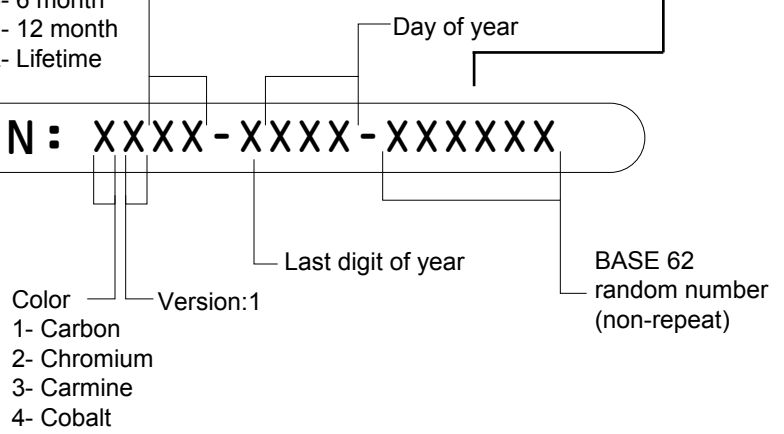 - 6 month
- 12 month
- Lifetime
Day of year
N: XXXX-XXXX-XXXXXX
Last digit of year
BASE 62
random number
(non-repeat)
Color
Version:1
1- Carbon
2- Chromium
3- Carmine
4- Cobalt